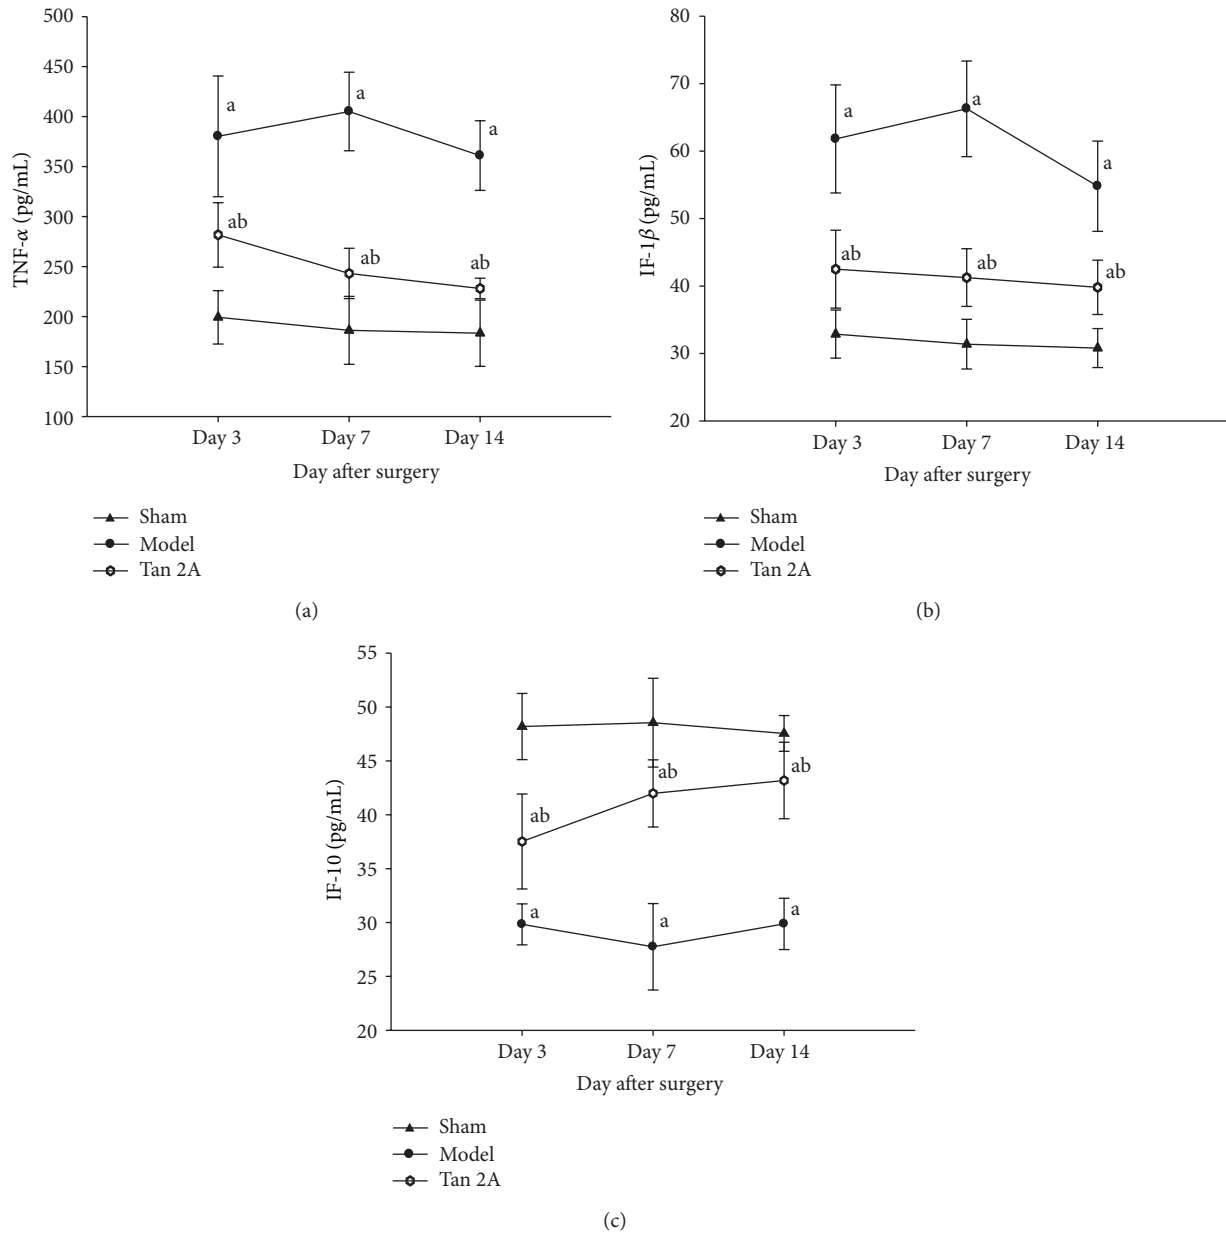 500
450
400
350
300
250
200
150
100
TNF-α (pg/mL)
a
a
a
ab
ab
ab
Day 3 Day 7 Day 14
Day after surgery
Sham
Model
Tan 2A
(a)
80
70
60
50
40
30
20
IF-1β (pg/mL)
a
a
a
ab
ab
ab
Day 3 Day 7 Day 14
Day after surgery
Sham
Model
Tan 2A
(b)
55
50
45
40
35
30
25
20
IF-10 (pg/mL)
ab
ab
ab
a
a
a
Day 3 Day 7 Day 14
Day after surgery
Sham
Model
Tan 2A
(c)